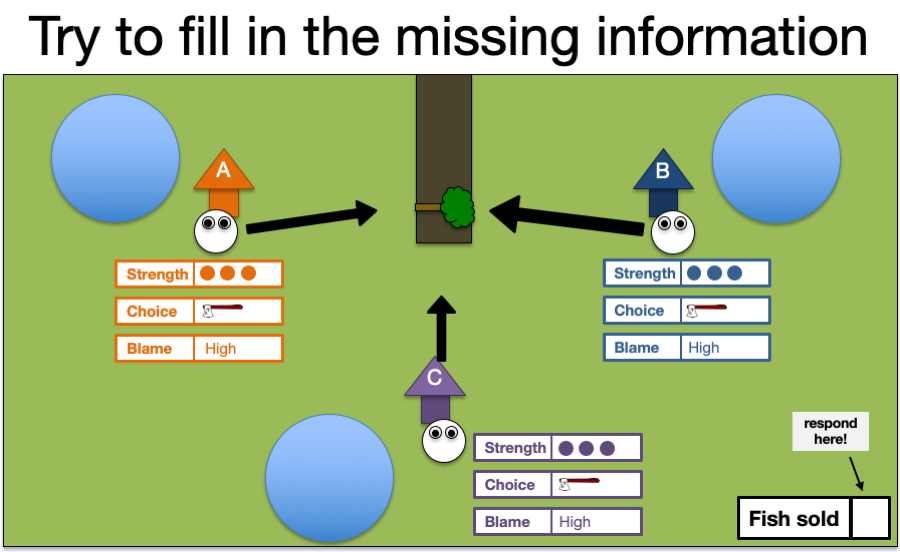 Try to fill in the missing information
A
B
Strength
Choice
Blame High
Strength
Choice
Blame High
C
Strength
Choice
Blame High
respond
here!
Fish sold